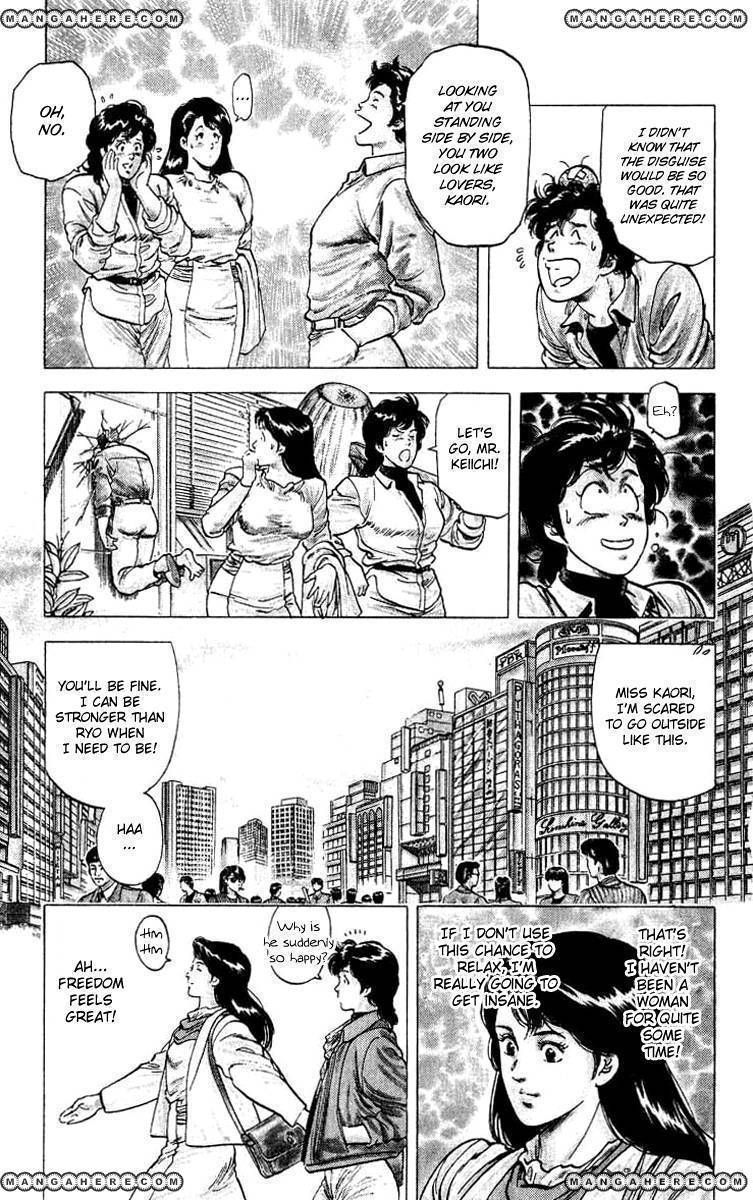 MANGAHERE.COM
MANGAHERE.COM
I DIDN'T
KNOW THAT
THE DISGUISE
WOULD BE SO
GOOD. THAT
WAS QUITE
UNEXPECTED!
LOOKING
AT YOU
STANDING
SIDE BY SIDE,
YOU TWO
LOOK LIKE
LOVERS,
KAORI.
...
OH,
NO.
Eh?
LET'S
GO, MR.
KEIICHI!
MISS KAORI,
I'M SCARED
TO GO OUTSIDE
LIKE THIS.
YOU'LL BE FINE.
I CAN BE
STRONGER THAN
RYO WHEN
I NEED TO BE!
HAA
...
Sunshine Gallery
THAT'S
RIGHT!
I HAVEN'T
BEEN A
WOMAN
FOR QUITE
SOME
TIME!
IF I DON'T USE
THIS CHANCE TO
RELAX, I'M
REALLY GOING TO
GET INSANE.
Why is
he suddenly
so happy?
Hm
Hm
AH...
FREEDOM
FEELS
GREAT!
MANGAHERE.COM
MANGAHERE.COM